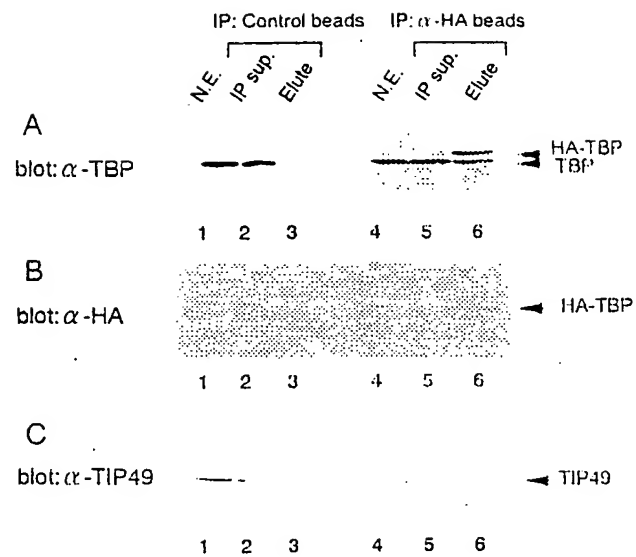 IP: Control beads IP: α-HA beads
N.E. IP sup. Elute N.E. IP sup. Elute
A
blot: α-TBP
HA-TBP
TBP
1 2 3 4 5 6
B
blot: α-HA
HA-TBP
1 2 3 4 5 6
C
blot: α-TIP49
TIP49
1 2 3 4 5 6